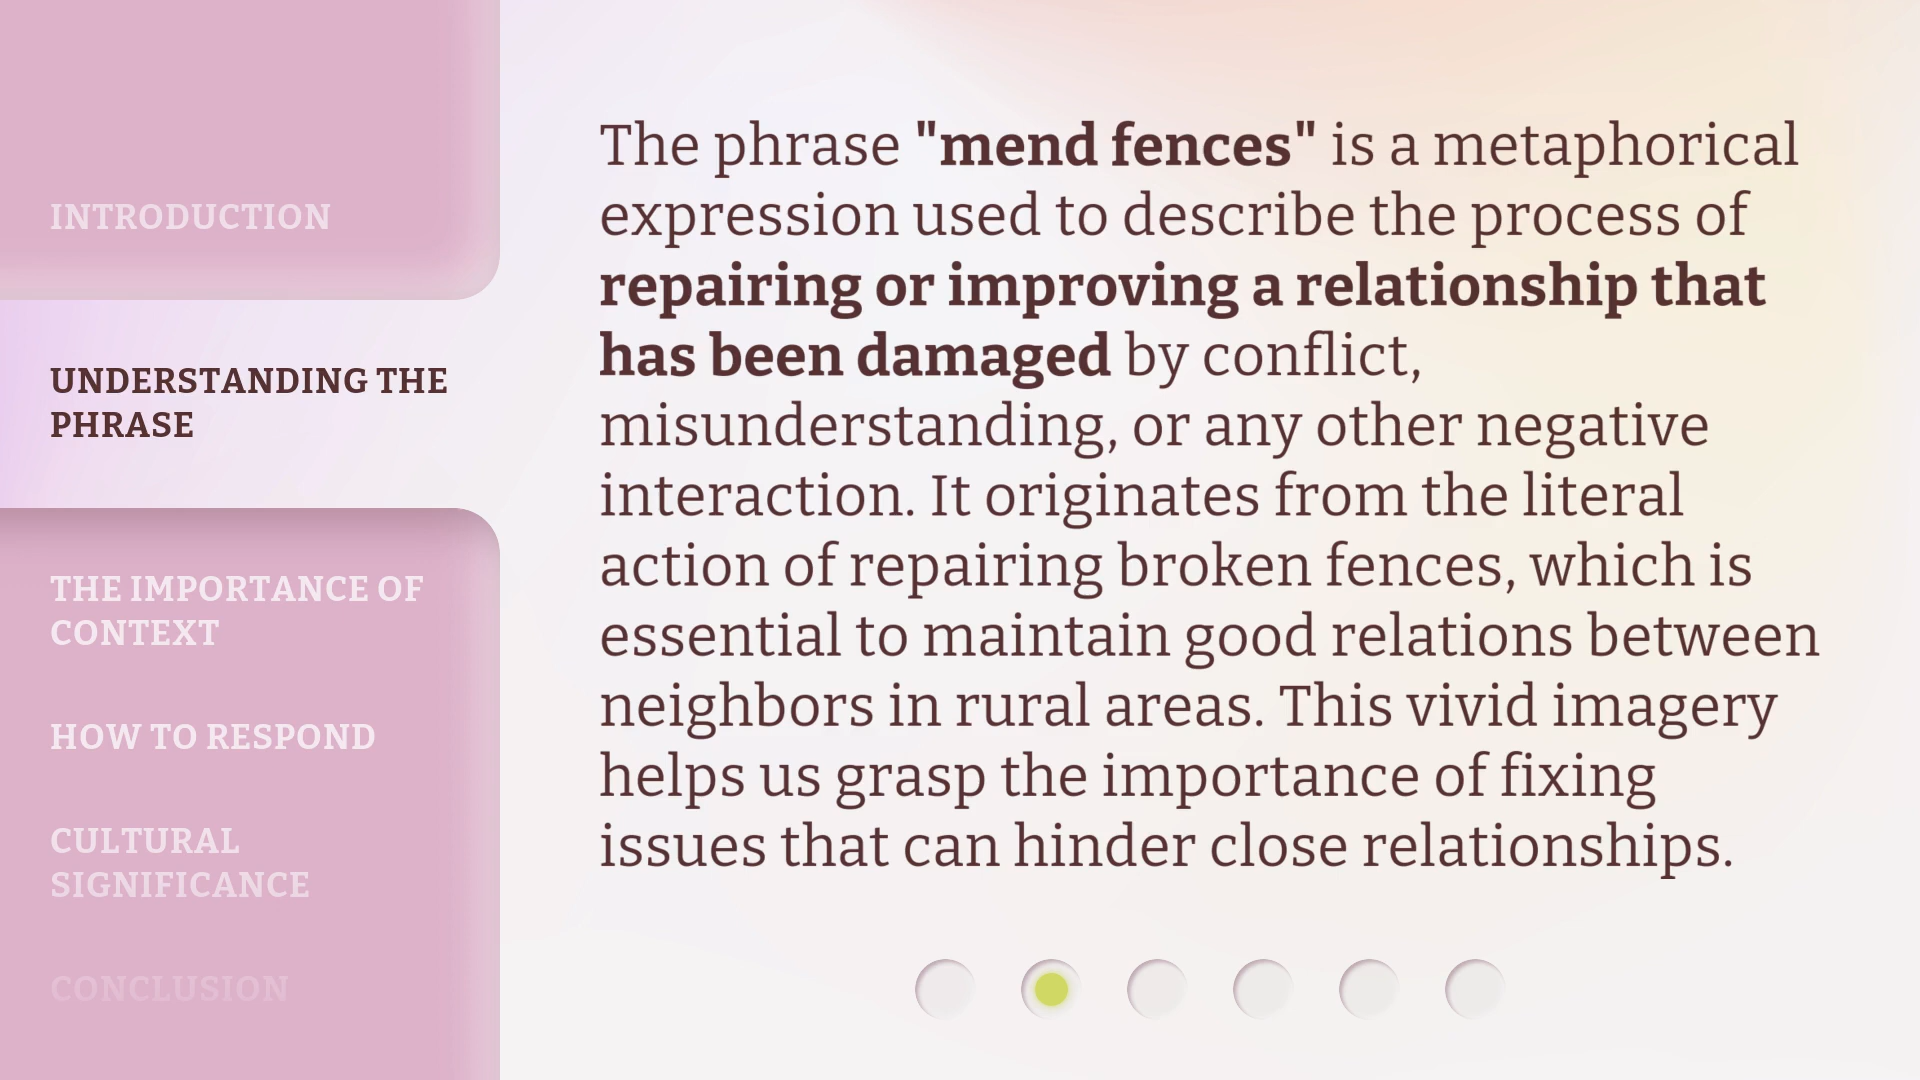 INTRODUCTION
UNDERSTANDING THE
PHRASE
THE IMPORTANCE OF
CONTEXT
HOW TO RESPOND
CULTURAL
SIGNIFICANCE
CONCLUSION
The phrase "mend fences" is a metaphorical
expression used to describe the process of
repairing or improving a relationship that
has been damaged by conflict,
misunderstanding, or any other negative
interaction. It originates from the literal
action of repairing broken fences, which is
essential to maintain good relations between
neighbors in rural areas. This vivid imagery
helps us grasp the importance of fixing
issues that can hinder close relationships.